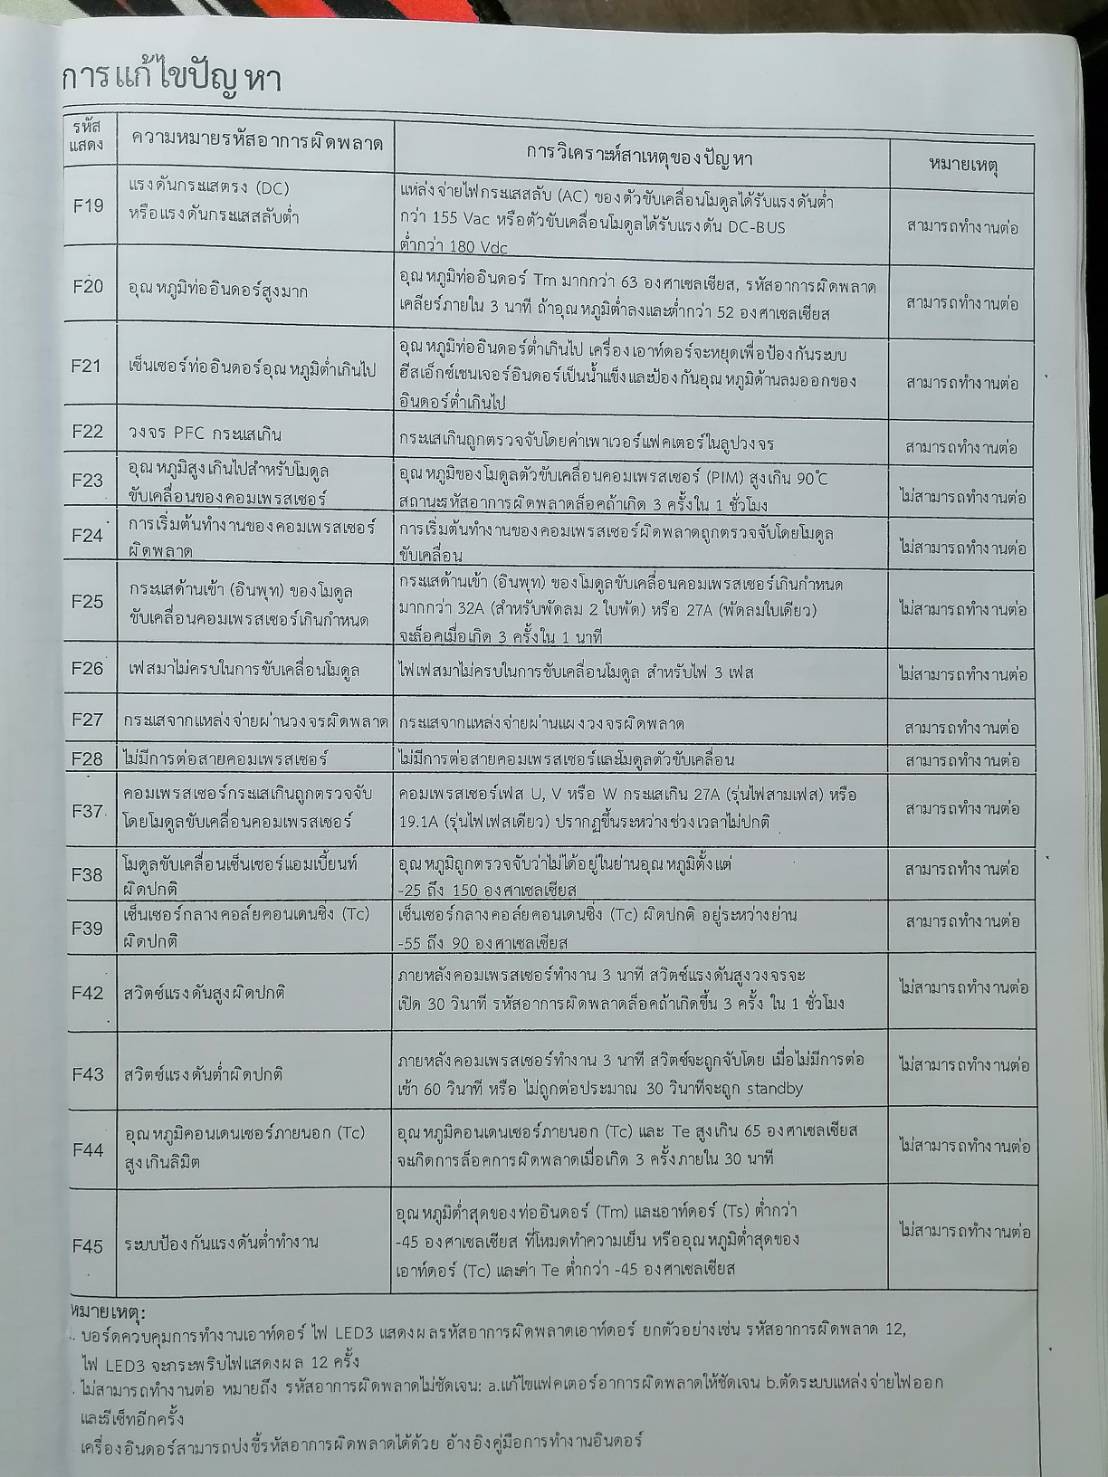 การแก้ไขปัญหา
รหัส
แสดง
ความหมายรหัสอาการผิดพลาด
การวิเคราะห์สาเหตุของปัญหา
หมายเหตุ
F19
แรงดันกระแสตรง (DC)
หรือแรงดันกระแสสลับต่ำ
แหล่งจ่ายไฟกระแสสลับ (AC) ของตัวขับเคลื่อนโมดูลได้รับแรงดันต่ำ
กว่า 155 Vac หรือตัวขับเคลื่อนโมดูลได้รับแรงดัน DC-BUS
ต่ำกว่า 180 Vdc
สามารถทำงานต่อ
F20
อุณหภูมิท่ออินดอร์สูงมาก
อุณหภูมิท่ออินดอร์ Tm มากกว่า 63 องศาเซลเซียส, รหัสอาการผิดพลาด
เคลียร์ภายใน 3 นาที ถ้าอุณหภูมิต่ำลงและต่ำกว่า 52 องศาเซลเซียส
สามารถทำงานต่อ
F21
เซ็นเซอร์ท่ออินดอร์อุณหภูมิต่ำเกินไป
อุณหภูมิท่ออินดอร์ต่ำเกินไป เครื่องเอาท์ดอร์จะหยุดเพื่อป้องกันระบบ
ฮีสเอ็กซ์เชนเจอร์อินดอร์เป็นน้ำแข็งและป้องกันอุณหภูมิด้านลมออกของ
อินดอร์ต่ำเกินไป
สามารถทำงานต่อ
F22
วงจร PFC กระแสเกิน
กระแสเกินถูกตรวจจับโดยค่าเพาเวอร์แฟคเตอร์ในลูปวงจร
สามารถทำงานต่อ
F23
อุณหภูมิสูงเกินไปสำหรับโมดูล
ขับเคลื่อนของคอมเพรสเซอร์
อุณหภูมิของโมดูลตัวขับเคลื่อนคอมเพรสเซอร์ (PIM) สูงเกิน 90℃
สถานะรหัสอาการผิดพลาดล็อคถ้าเกิด 3 ครั้งใน 1 ชั่วโมง
ไม่สามารถทำงานต่อ
F24
การเริ่มต้นทำงานของคอมเพรสเซอร์
ผิดพลาด
การเริ่มต้นทำงานของคอมเพรสเซอร์ผิดพลาดถูกตรวจจับโดยโมดูล
ขับเคลื่อน
ไม่สามารถทำงานต่อ
F25
กระแสด้านเข้า (อินพุท) ของโมดูล
ขับเคลื่อนคอมเพรสเซอร์เกินกำหนด
กระแสด้านเข้า (อินพุท) ของโมดูลขับเคลื่อนคอมเพรสเซอร์เกินกำหนด
มากกว่า 32A (สำหรับพัดลม 2 ใบพัด) หรือ 27A (พัดลมใบเดียว)
จะล็อคเมื่อเกิด 3 ครั้งใน 1 นาที
ไม่สามารถทำงานต่อ
F26
เฟสมาไม่ครบในการขับเคลื่อนโมดูล
ไฟเฟสมาไม่ครบในการขับเคลื่อนโมดูล สำหรับไฟ 3 เฟส
ไม่สามารถทำงานต่อ
F27
กระแสจากแหล่งจ่ายผ่านวงจรผิดพลาด
กระแสจากแหล่งจ่ายผ่านแผงวงจรผิดพลาด
สามารถทำงานต่อ
F28
ไม่มีการต่อสายคอมเพรสเซอร์
ไม่มีการต่อสายคอมเพรสเซอร์และโมดูลตัวขับเคลื่อน
สามารถทำงานต่อ
F37
คอมเพรสเซอร์กระแสเกินถูกตรวจจับ
โดยโมดูลขับเคลื่อนคอมเพรสเซอร์
คอมเพรสเซอร์เฟส U, V หรือ W กระแสเกิน 27A (รุ่นไฟสามเฟส) หรือ
19.1A (รุ่นไฟเฟสเดียว) ปรากฏขึ้นระหว่างช่วงเวลาไม่ปกติ
สามารถทำงานต่อ
F38
โมดูลขับเคลื่อนเซ็นเซอร์แอมเบี้ยนท์
ผิดปกติ
อุณหภูมิถูกตรวจจับว่าไม่ได้อยู่ในย่านอุณหภูมิตั้งแต่
-25 ถึง 150 องศาเซลเซียส
สามารถทำงานต่อ
F39
เซ็นเซอร์กลางคอล์ยคอนเดนซิ่ง (Tc)
ผิดปกติ
เซ็นเซอร์กลางคอล์ยคอนเดนซิ่ง (Tc) ผิดปกติ อยู่ระหว่างย่าน
-55 ถึง 90 องศาเซลเซียส
สามารถทำงานต่อ
F42
สวิตซ์แรงดันสูงผิดปกติ
ภายหลังคอมเพรสเซอร์ทำงาน 3 นาที สวิตซ์แรงดันสูงวงจรจะ
เปิด 30 วินาที รหัสอาการผิดพลาดล็อคถ้าเกิดขึ้น 3 ครั้ง ใน 1 ชั่วโมง
ไม่สามารถทำงานต่อ
F43
สวิตซ์แรงดันต่ำผิดปกติ
ภายหลังคอมเพรสเซอร์ทำงาน 3 นาที สวิตซ์จะถูกจับโดย เมื่อไม่มีการต่อ
เข้า 60 วินาที หรือ ไม่ถูกต่อประมาณ 30 วินาทีจะถูก standby
ไม่สามารถทำงานต่อ
F44
อุณหภูมิคอนเดนเซอร์ภายนอก (Tc)
สูงเกินลิมิต
อุณหภูมิคอนเดนเซอร์ภายนอก (Tc) และ Te สูงเกิน 65 องศาเซลเซียส
จะกิดการล็อคการผิดพลาดเมื่อเกิด 3 ครั้งภายใน 30 นาที
ไม่สามารถทำงานต่อ
F45
ระบบป้องกันแรงดันต่ำทำงาน
อุณหภูมิต่ำสุดของท่ออินดอร์ (Tm) และเอาท์ดอร์ (Ts) ต่ำกว่า
-45 องศาเซลเซียส ที่โหมดทำความเย็น หรืออุณหภูมิต่ำสุดของ
เอาท์ดอร์ (Tc) และค่า Te ต่ำกว่า -45 องศาเซลเซียส
ไม่สามารถทำงานต่อ
หมายเหตุ:
บอร์ดควบคุมการทำงานเอาท์ดอร์ ไฟ LED3 แสดงผลรหัสอาการผิดพลาดเอาท์ดอร์ ยกตัวอย่างเช่น รหัสอาการผิดพลาด 12,
ไฟ LED3 จะกระพริบไฟแสดงผล 12 ครั้ง
ไม่สามารถทำงานต่อ หมายถึง รหัสอาการผิดพลาดไม่ชัดเจน: a.แก้ไขแฟคเตอร์อาการผิดพลาดให้ชัดเจน b.ตัดระบบแหล่งจ่ายไฟออก
และรีเซ็ทอีกครั้ง
เครื่องอินดอร์สามารถบ่งชี้รหัสอาการผิดพลาดได้ด้วย อ้างอิงคู่มือการทำงานอินดอร์